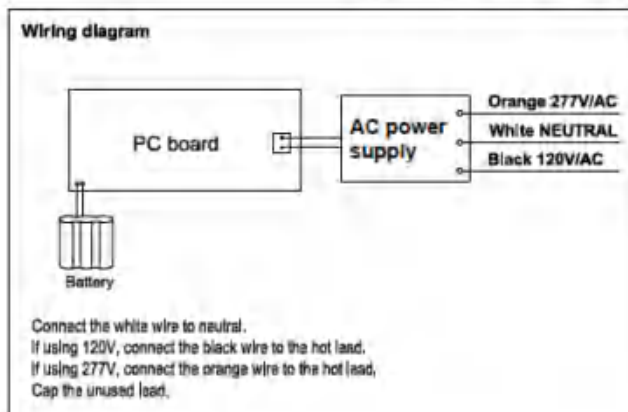 Wiring diagram
Orange 277V/AC
PC board
AC power
supply
White NEUTRAL
Black 120V/AC
Battery
Connect the white wire to neutral.
If using 120V, connect the black wire to the hot lead.
If using 277V, connect the orange wire to the hot lead.
Cap the unused lead.